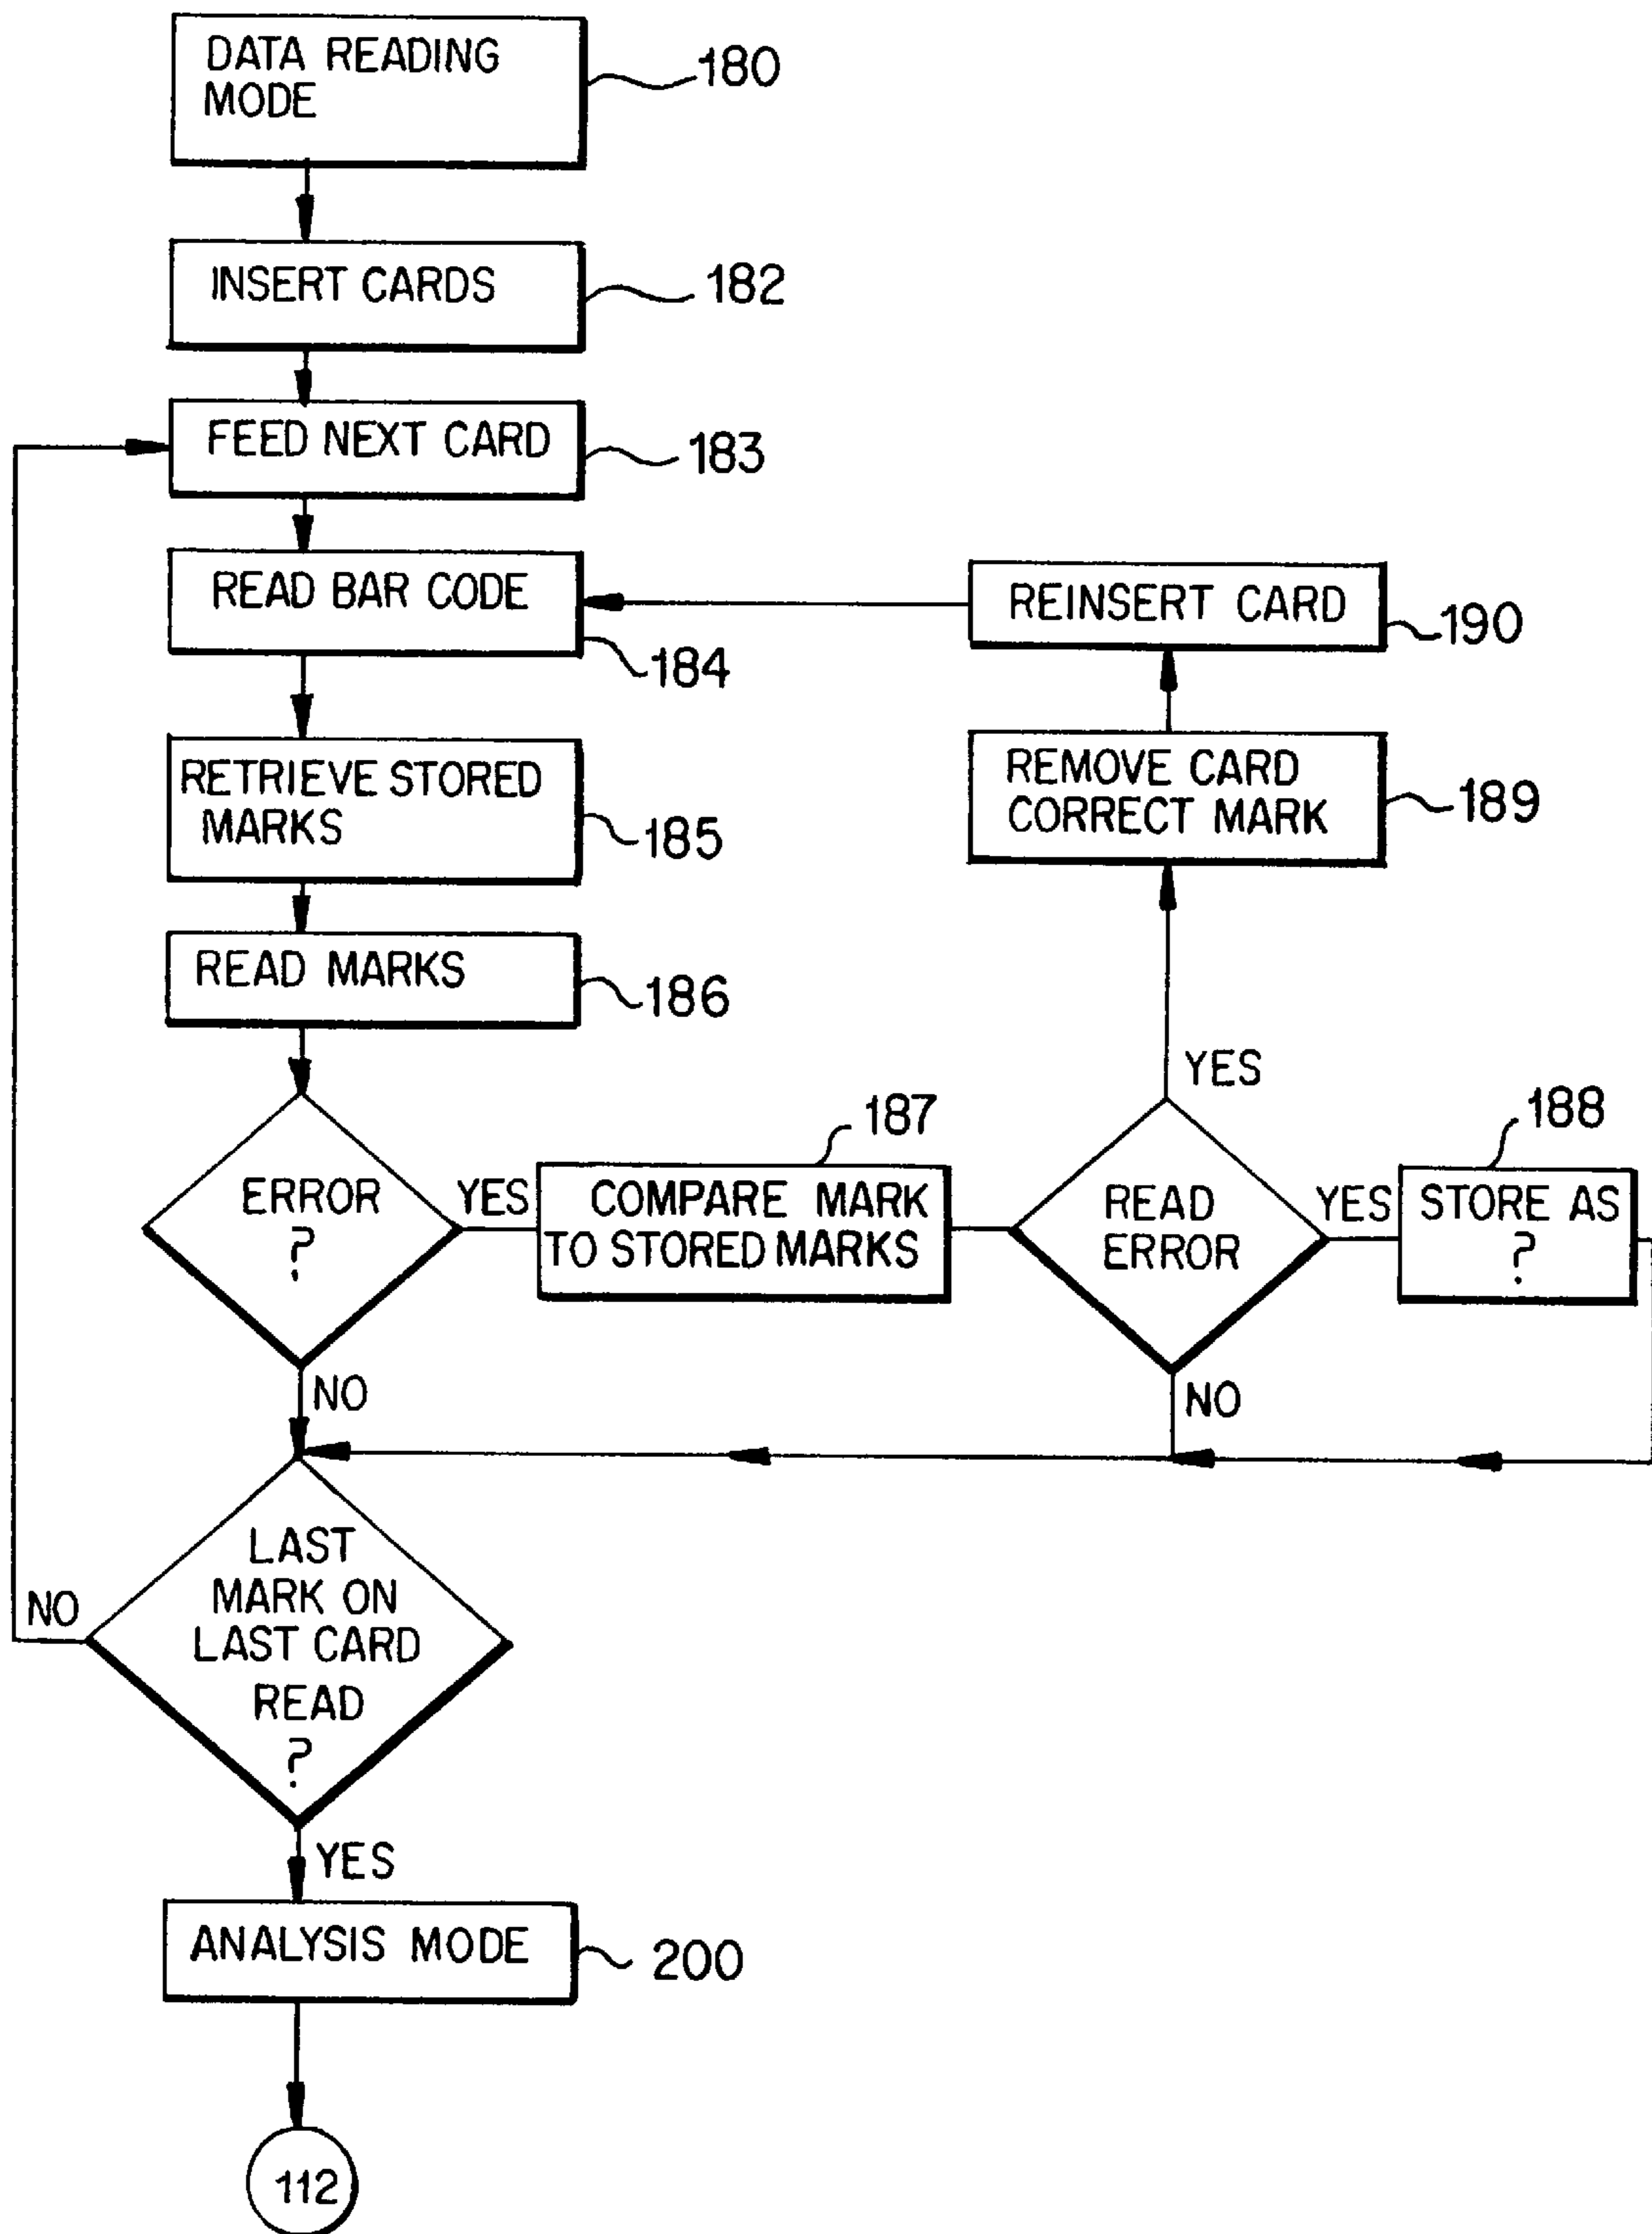 DATA READING
MODE
180
INSERT CARDS
182
FEED NEXT CARD
183
READ BAR CODE
184
REINSERT CARD
190
RETRIEVE STORED
MARKS
185
REMOVE CARD
CORRECT MARK
189
READ MARKS
186
YES
187
188
ERROR
?
YES
COMPARE MARK
TO STORED MARKS
READ
ERROR
YES
STORE AS
?
NO
NO
LAST
MARK ON
LAST CARD
READ
?
NO
YES
ANALYSIS MODE
200
112